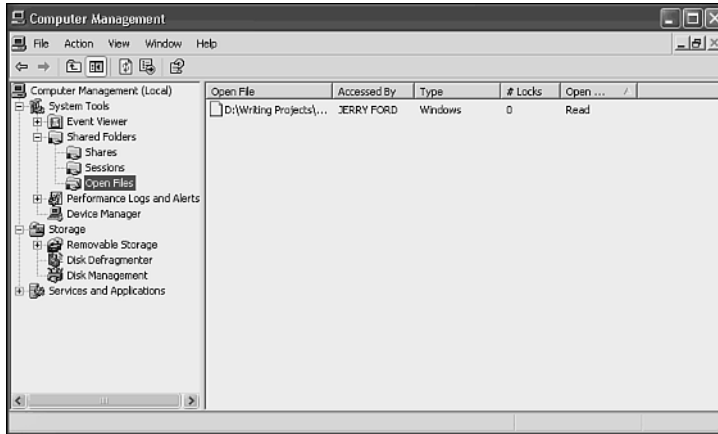 Computer Management
File Action View Window Help
Computer Management (Local)
System Tools
Event Viewer
Shared Folders
Shares
Sessions
Open Files
Performance Logs and Alerts
Device Manager
Storage
Removable Storage
Disk Defragmenter
Disk Management
Services and Applications
Open File Accessed By Type # Locks Open ...
D:\Writing Projects\... JERRY FORD Windows 0 Read